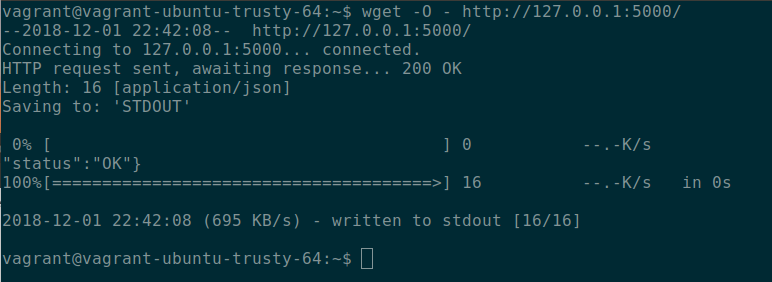 vagrant@vagrant-ubuntu-trusty-64:~$ wget -O - http://127.0.0.1:5000/
--2018-12-01 22:42:08--  http://127.0.0.1:5000/
Connecting to 127.0.0.1:5000... connected.
HTTP request sent, awaiting response... 200 OK
Length: 16 [application/json]
Saving to: 'STDOUT'
 0% [                                       ] 0           --.-K/s
"status":"OK"}
100%[======================================>] 16          --.-K/s   in 0s
2018-12-01 22:42:08 (695 KB/s) - written to stdout [16/16]
vagrant@vagrant-ubuntu-trusty-64:~$